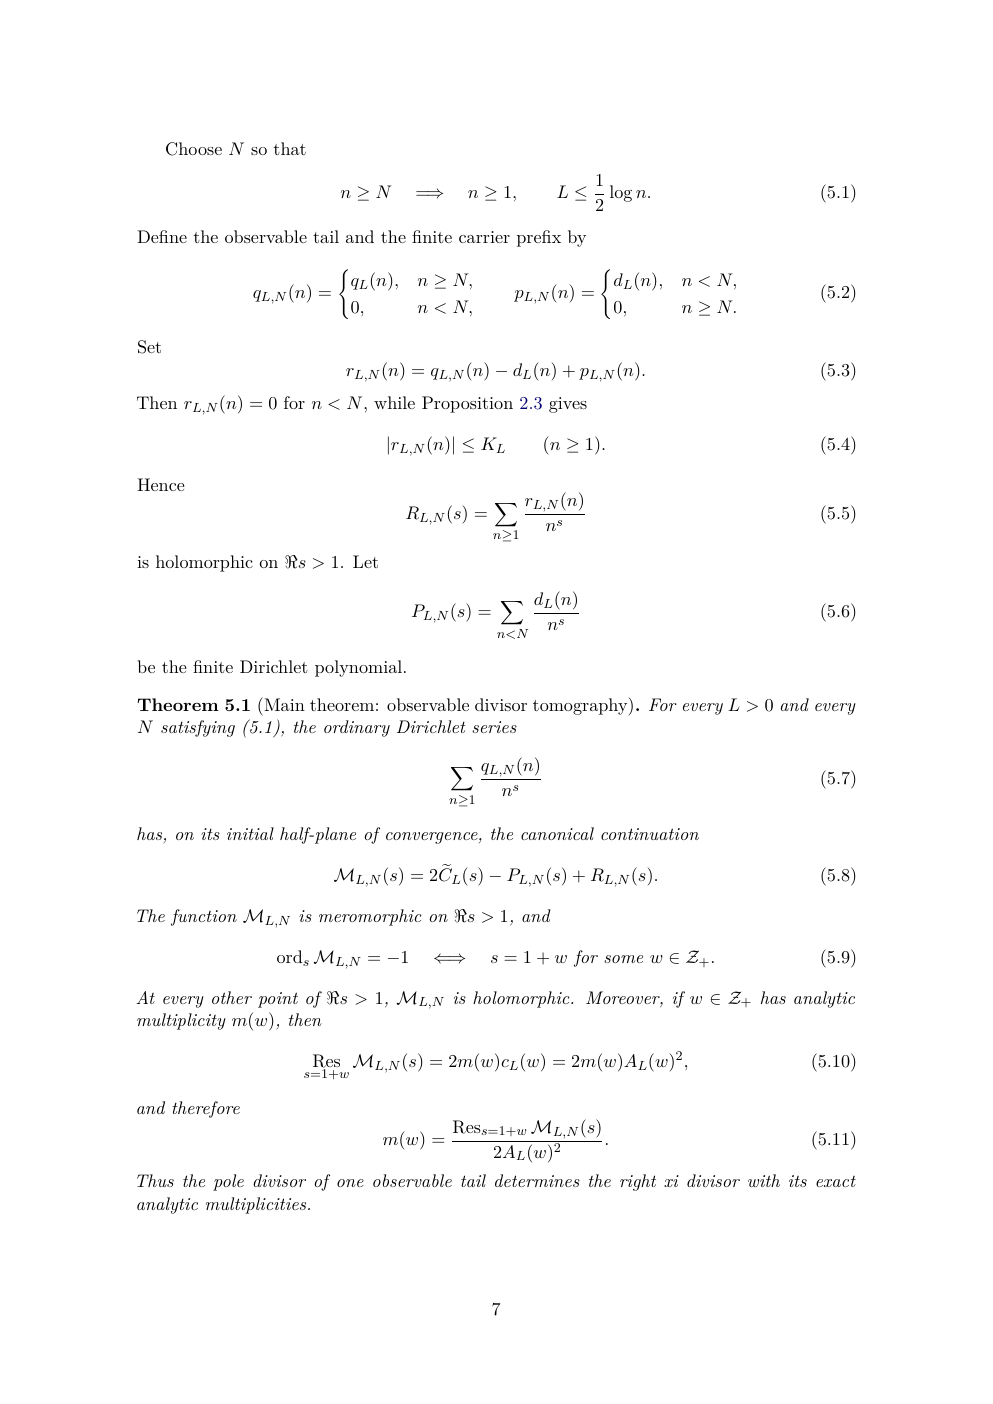 Choose N so that
n ≥ N ⟹ n ≥ 1, L ≤ 1/2 log n. (5.1)
Define the observable tail and the finite carrier prefix by
q_{L,N}(n) = { q_L(n), n ≥ N, 0, n < N, p_{L,N}(n) = { d_L(n), n < N, 0, n ≥ N. (5.2)
Set
r_{L,N}(n) = q_{L,N}(n) − d_L(n) + p_{L,N}(n). (5.3)
Then r_{L,N}(n) = 0 for n < N, while Proposition 2.3 gives
|r_{L,N}(n)| ≤ K_L (n ≥ 1). (5.4)
Hence
R_{L,N}(s) = ∑_{n≥1} r_{L,N}(n)/n^s (5.5)
is holomorphic on ℜs > 1. Let
P_{L,N}(s) = ∑_{n<N} d_L(n)/n^s (5.6)
be the finite Dirichlet polynomial.
Theorem 5.1 (Main theorem: observable divisor tomography). For every L > 0 and every
N satisfying (5.1), the ordinary Dirichlet series
∑_{n≥1} q_{L,N}(n)/n^s (5.7)
has, on its initial half-plane of convergence, the canonical continuation
ℳ_{L,N}(s) = 2C̃_L(s) − P_{L,N}(s) + R_{L,N}(s). (5.8)
The function ℳ_{L,N} is meromorphic on ℜs > 1, and
ord_s ℳ_{L,N} = −1 ⟺ s = 1 + w for some w ∈ 𝒵_+. (5.9)
At every other point of ℜs > 1, ℳ_{L,N} is holomorphic. Moreover, if w ∈ 𝒵_+ has analytic
multiplicity m(w), then
Res_{s=1+w} ℳ_{L,N}(s) = 2m(w)c_L(w) = 2m(w)A_L(w)^2, (5.10)
and therefore
m(w) = Res_{s=1+w} ℳ_{L,N}(s) / 2A_L(w)^2. (5.11)
Thus the pole divisor of one observable tail determines the right xi divisor with its exact
analytic multiplicities.
7